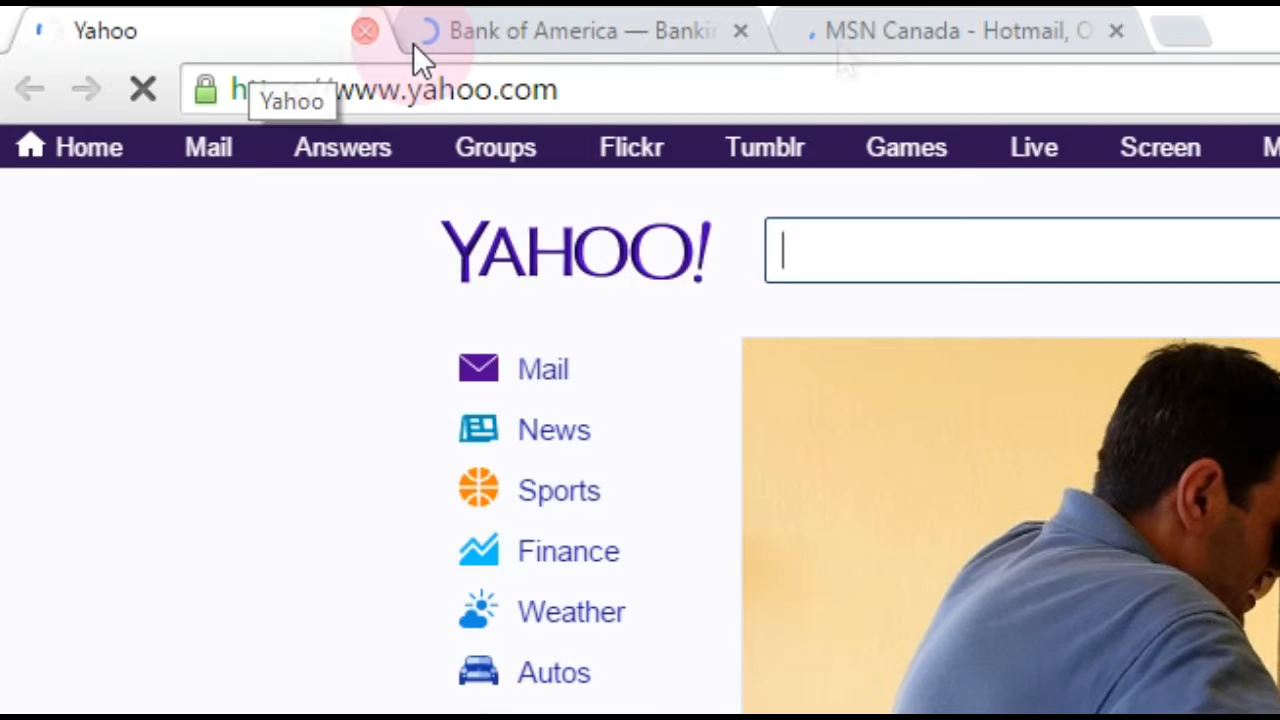 Yahoo
Bank of America — Bankin
MSN Canada - Hotmail, O
www.yahoo.com
Yahoo
Home Mail Answers Groups Flickr Tumblr Games Live Screen M
YAHOO!
Mail
News
Sports
Finance
Weather
Autos